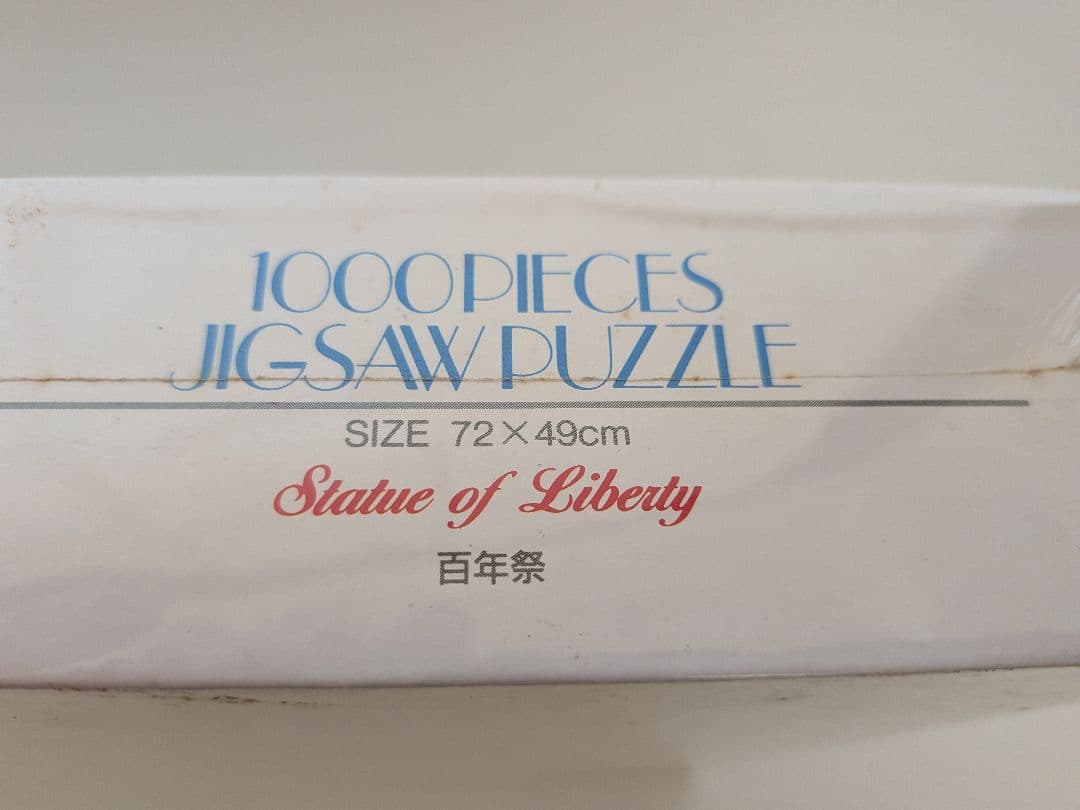 1000 PIECES
JIGSAW PUZZLE
SIZE 72×49cm
Statue of Liberty
百年祭